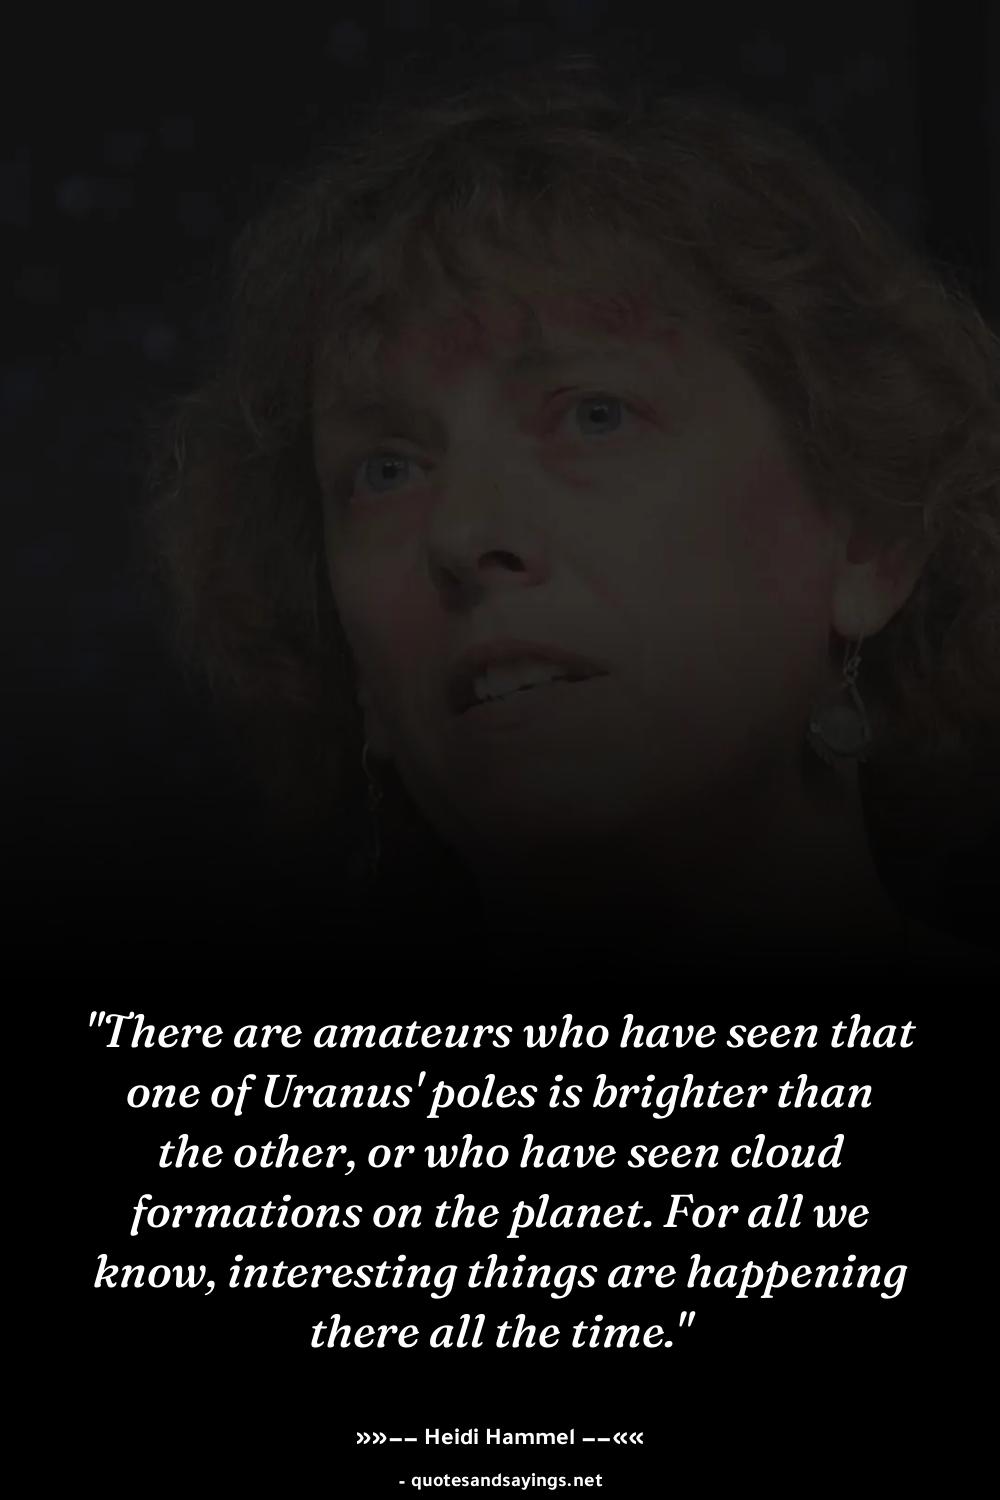 "There are amateurs who have seen that
one of Uranus' poles is brighter than
the other, or who have seen cloud
formations on the planet. For all we
know, interesting things are happening
there all the time."
»»–– Heidi Hammel ––««
- quotesandsayings.net